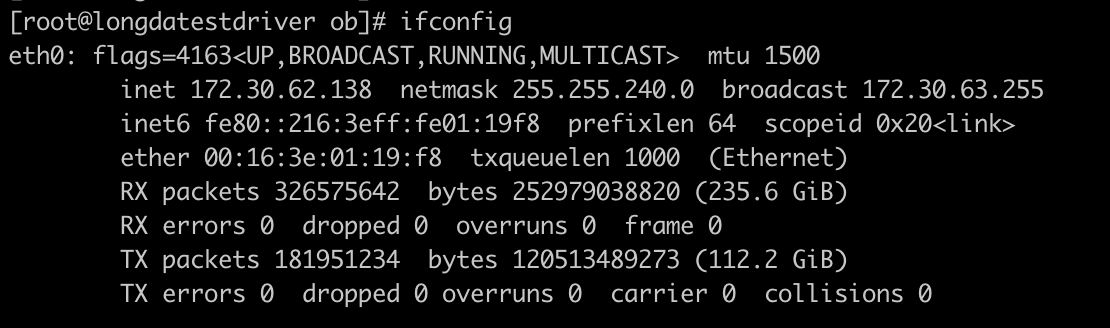 [root@longdatestdriver ob]# ifconfig
eth0: flags=4163<UP,BROADCAST,RUNNING,MULTICAST>  mtu 1500
        inet 172.30.62.138  netmask 255.255.240.0  broadcast 172.30.63.255
        inet6 fe80::216:3eff:fe01:19f8  prefixlen 64  scopeid 0x20<link>
        ether 00:16:3e:01:19:f8  txqueuelen 1000  (Ethernet)
        RX packets 326575642  bytes 252979038820 (235.6 GiB)
        RX errors 0  dropped 0  overruns 0  frame 0
        TX packets 181951234  bytes 120513489273 (112.2 GiB)
        TX errors 0  dropped 0 overruns 0  carrier 0  collisions 0